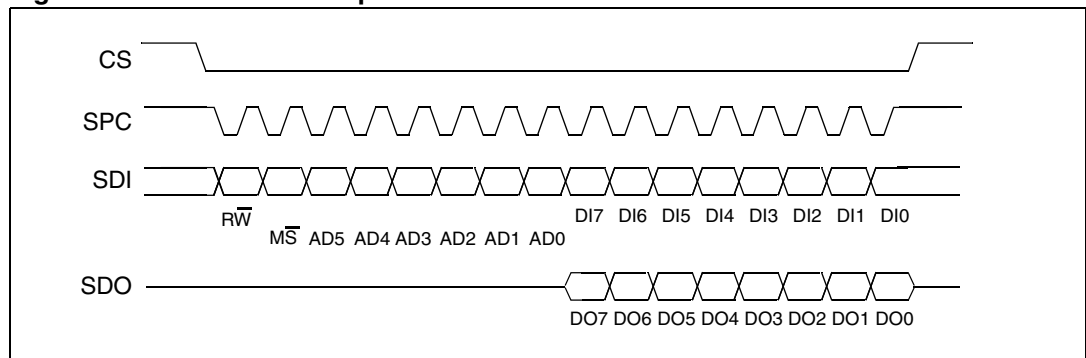 CS
SPC
SDI
DI7 DI6 DI5 DI4 DI3 DI2 DI1 DI0
RW̅
MS̅ AD5 AD4 AD3 AD2 AD1 AD0
SDO
DO7 DO6 DO5 DO4 DO3 DO2 DO1 DO0